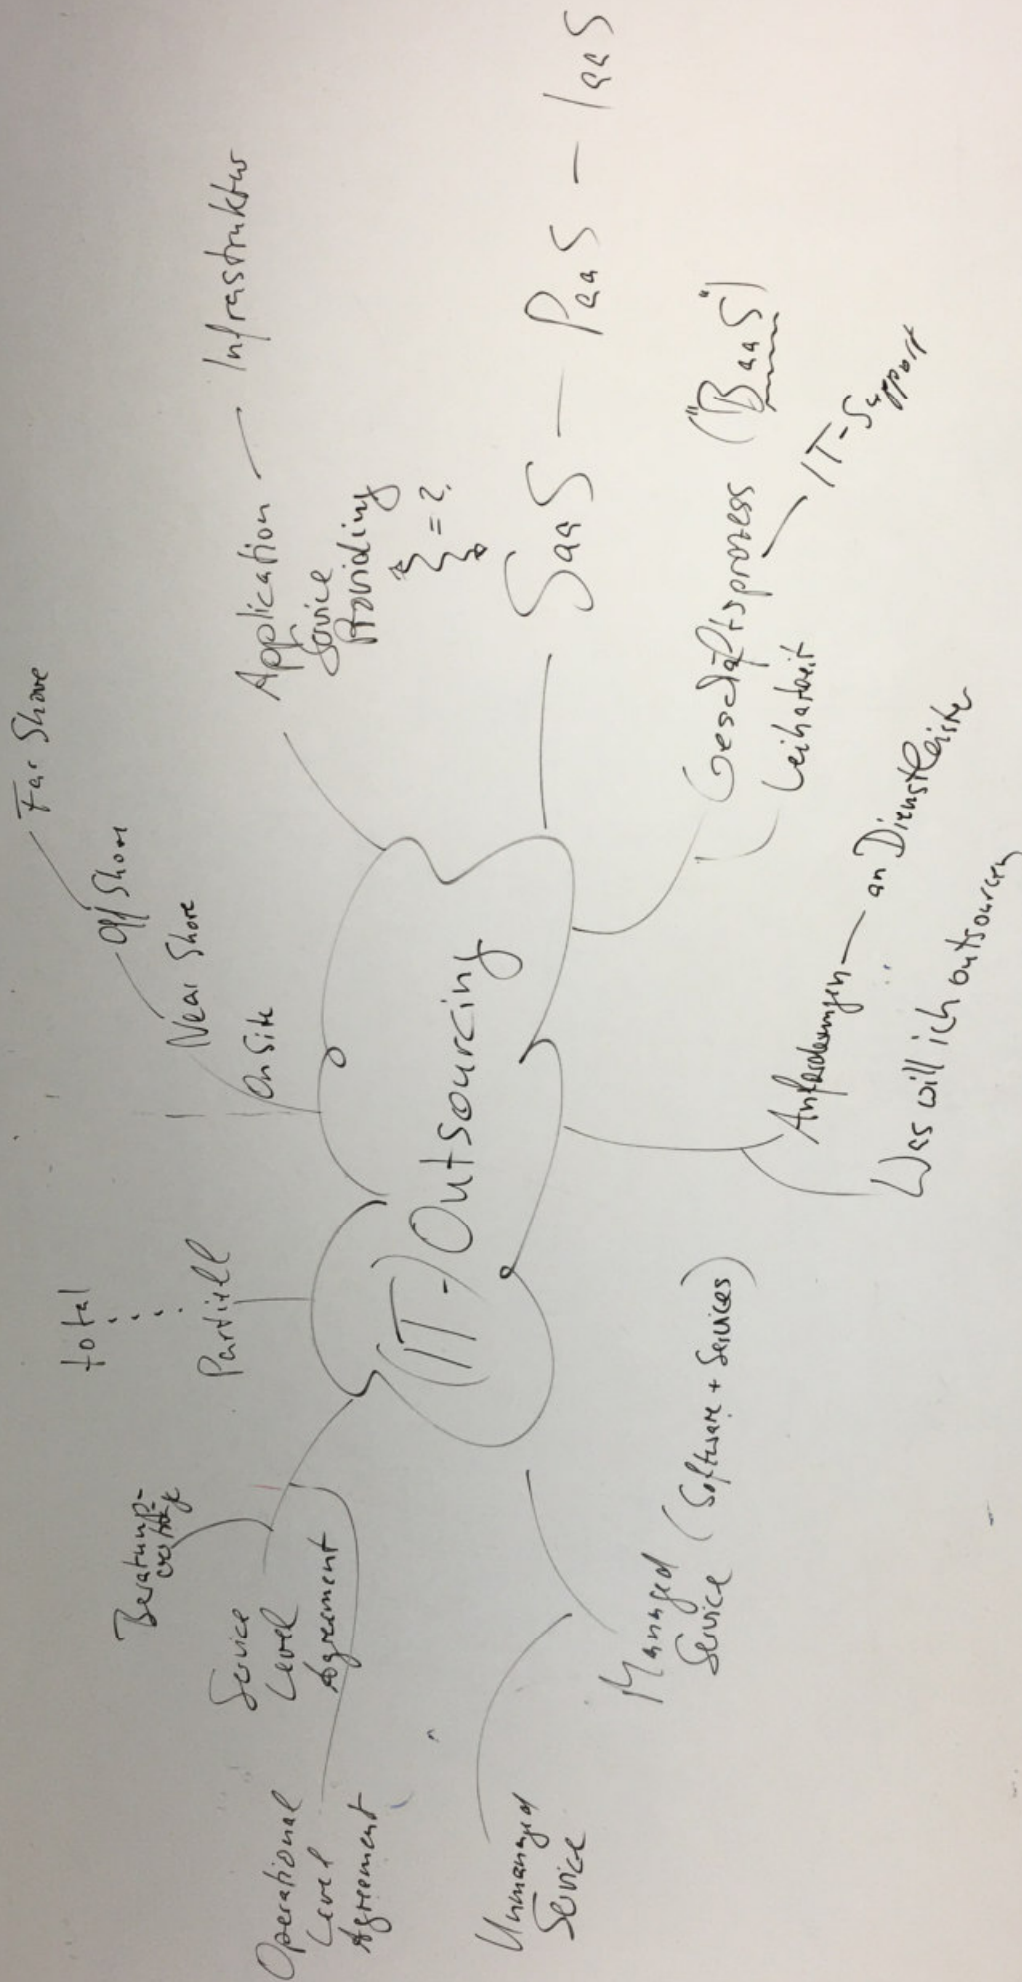 Operational
Level
Agreement
Service
Level
Agreement
total
Partiell
Far Shore
Off Shore
Near Shore
On Site
Application — Infrastruktur
Service
Providing
= ?
(IT-) Outsourcing
SaaS — PaaS — IaaS
Unmanaged
Service
Managed
Service (Software + Services)
Geschäftsprozess ("BaaS")
Leiharbeit
IT-Support
Anforderungen — an Dienstleister
Was will ich outsourcen